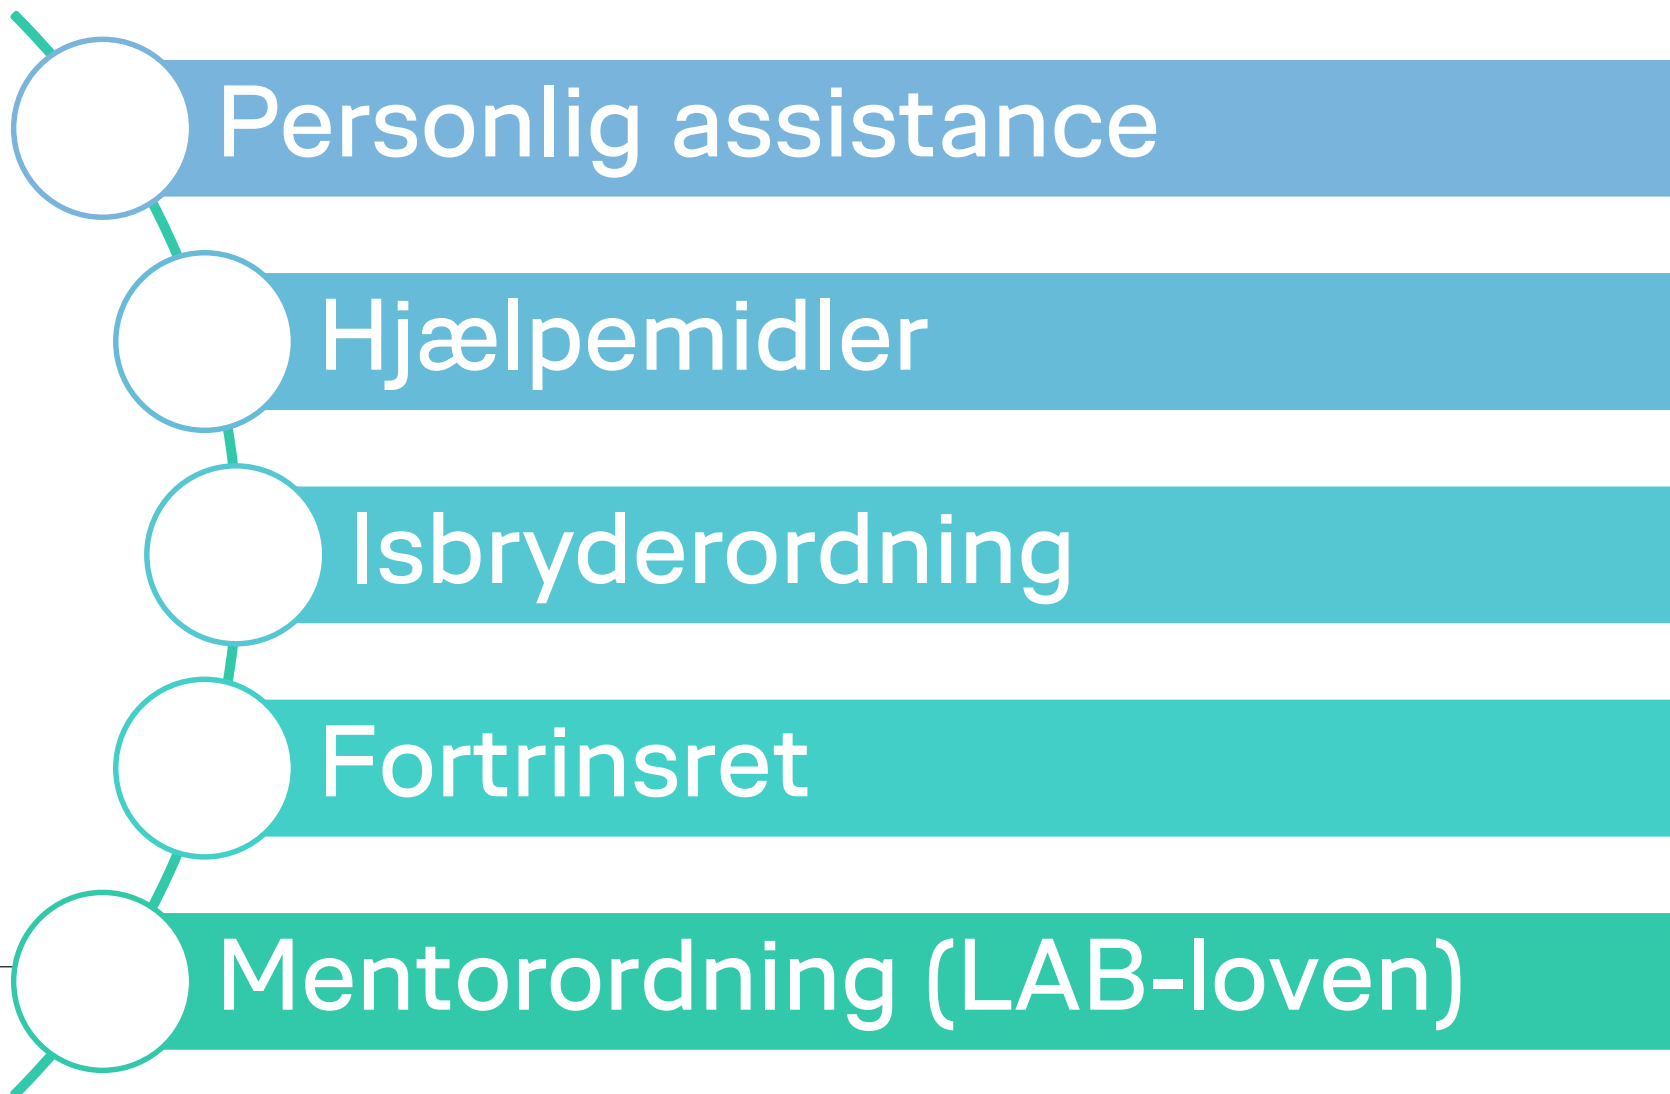 Personlig assistance
Hjælpemidler
Isbryderordning
Fortrinsret
Mentorordning (LAB-loven)